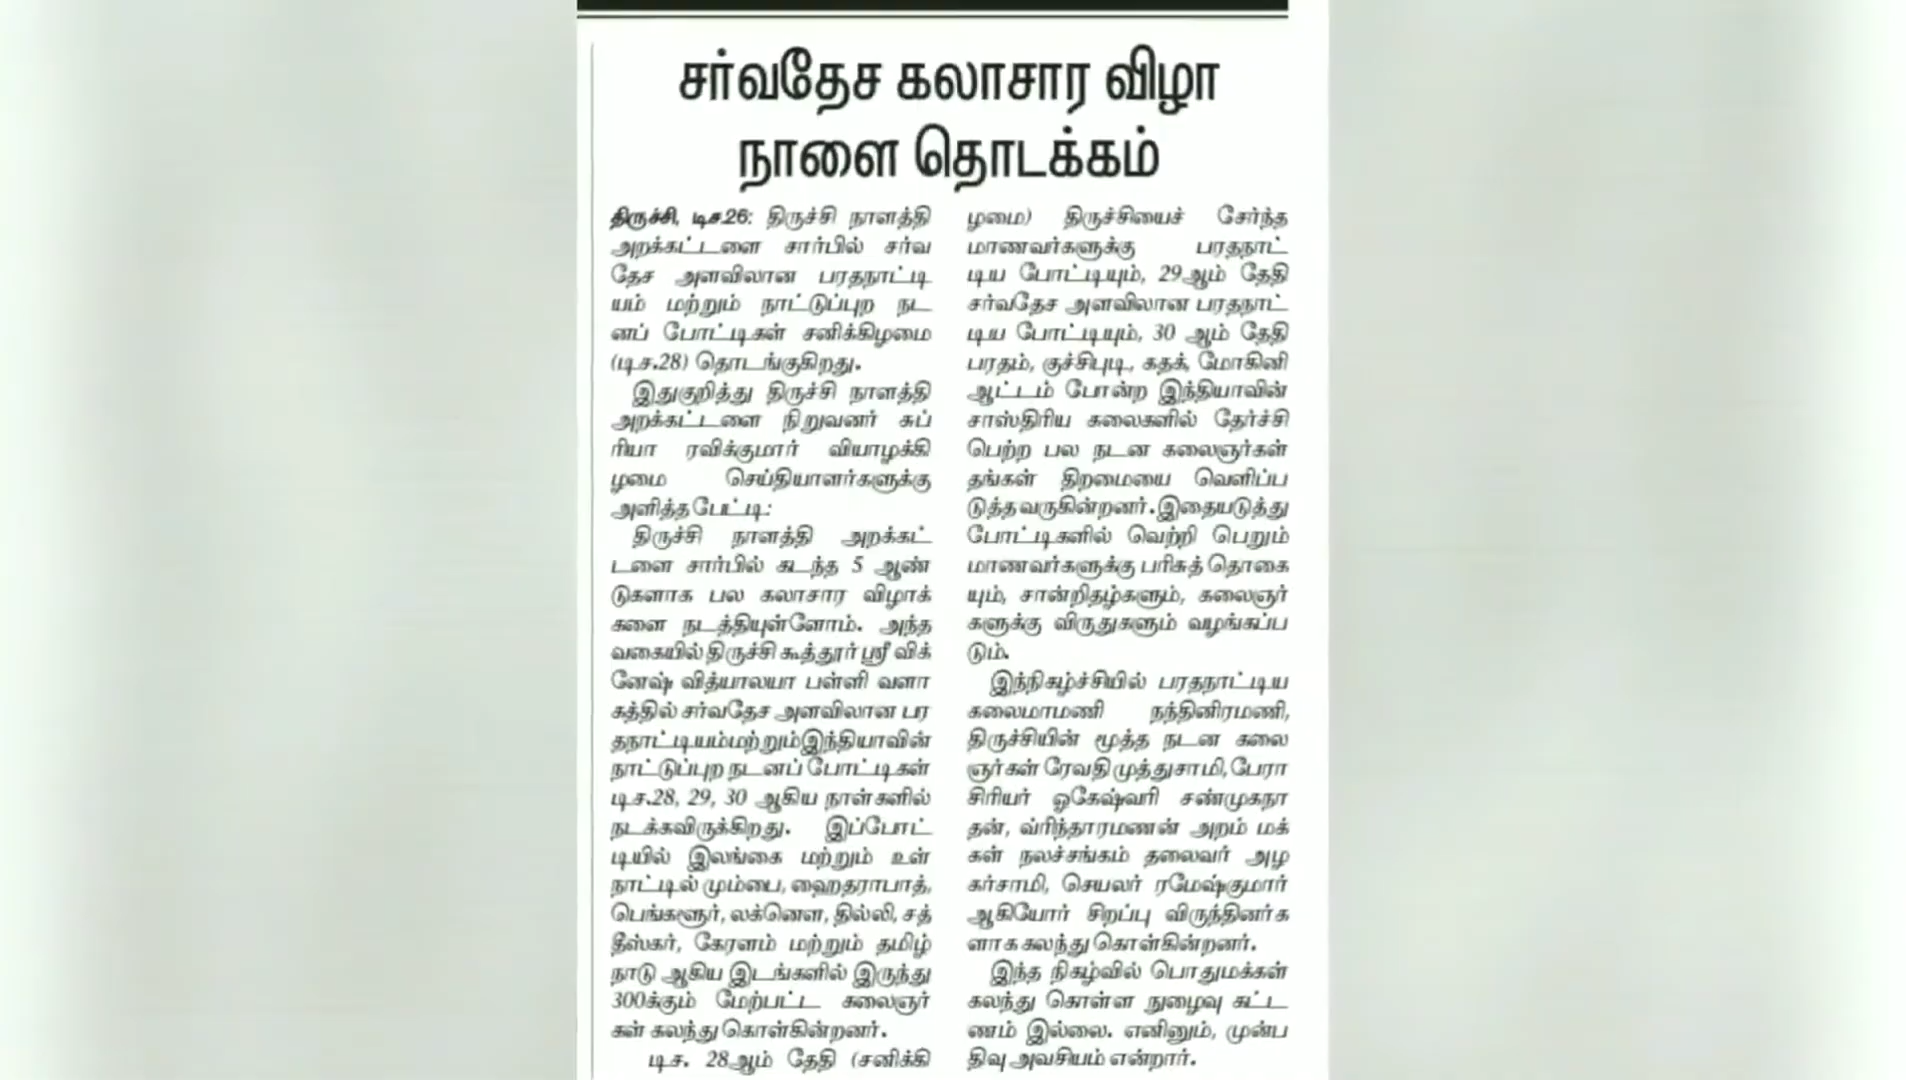 சர்வதேச கலாசார விழா
நாளை தொடக்கம்
திருச்சி, டிச.26: திருச்சி நாளத்தி
அறக்கட்டளை சார்பில் சர்வ
தேச அளவிலான பரதநாட்டி
யம் மற்றும் நாட்டுப்புற நட
னப் போட்டிகள் சனிக்கிழமை
(டிச.28) தொடங்குகிறது.
இதுகுறித்து திருச்சி நாளத்தி
அறக்கட்டளை நிறுவனர் சுப்
ரியா ரவிக்குமார் வியாழக்கி
ழமை செய்தியாளர்களுக்கு
அளித்த பேட்டி:
திருச்சி நாளத்தி அறக்கட்
டளை சார்பில் கடந்த 5 ஆண்
டுகளாக பல கலாசார விழாக்
களை நடத்தியுள்ளோம். அந்த
வகையில் திருச்சி கூத்தூர் ஸ்ரீ விக்
னேஷ் வித்யாலயா பள்ளி வளா
கத்தில் சர்வதேச அளவிலான பர
தநாட்டியம் மற்றும் இந்தியாவின்
நாட்டுப்புற நடனப் போட்டிகள்
டிச.28, 29, 30 ஆகிய நாள்களில்
நடக்கவிருக்கிறது. இப்போட்
டியில் இலங்கை மற்றும் உள்
நாட்டில் மும்பை, ஹைதராபாத்,
பெங்களூர், லக்னௌ, தில்லி, சத்
தீஸ்கர், கேரளம் மற்றும் தமிழ்
நாடு ஆகிய இடங்களில் இருந்து
300க்கும் மேற்பட்ட கலைஞர்
கள் கலந்து கொள்கின்றனர்.
டிச. 28ஆம் தேதி (சனிக்கி
ழமை) திருச்சியைச் சேர்ந்த
மாணவர்களுக்கு பரதநாட்
டிய போட்டியும், 29ஆம் தேதி
சர்வதேச அளவிலான பரதநாட்
டிய போட்டியும், 30 ஆம் தேதி
பரதம், குச்சிபுடி, கதக், மோகினி
ஆட்டம் போன்ற இந்தியாவின்
சாஸ்திரிய கலைகளில் தேர்ச்சி
பெற்ற பல நடன கலைஞர்கள்
தங்கள் திறமையை வெளிப்ப
டுத்த வருகின்றனர். இதையடுத்து
போட்டிகளில் வெற்றி பெறும்
மாணவர்களுக்கு பரிசுத் தொகை
யும், சான்றிதழ்களும், கலைஞர்
களுக்கு விருதுகளும் வழங்கப்ப
டும்.
இந்நிகழ்ச்சியில் பரதநாட்டிய
கலைமாமணி நந்தினிரமணி,
திருச்சியின் மூத்த நடன கலை
ஞர்கள் ரேவதி முத்துசாமி, பேரா
சிரியர் ஓகேஷ்வரி சண்முகநா
தன், வ்ரிந்தாரமணன் அறம் மக்
கள் நலச்சங்கம் தலைவர் அழ
கர்சாமி, செயலர் ரமேஷ்குமார்
ஆகியோர் சிறப்பு விருந்தினர்க
ளாக கலந்து கொள்கின்றனர்.
இந்த நிகழ்வில் பொதுமக்கள்
கலந்து கொள்ள நுழைவு கட்ட
ணம் இல்லை. எனினும், முன்ப
திவு அவசியம் என்றார்.